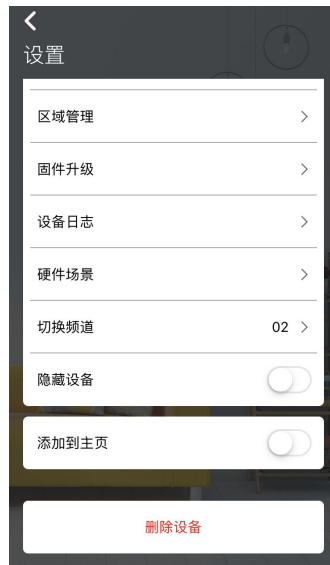 设置
区域管理
固件升级
设备日志
硬件场景
切换频道 02
隐藏设备
添加到主页
删除设备